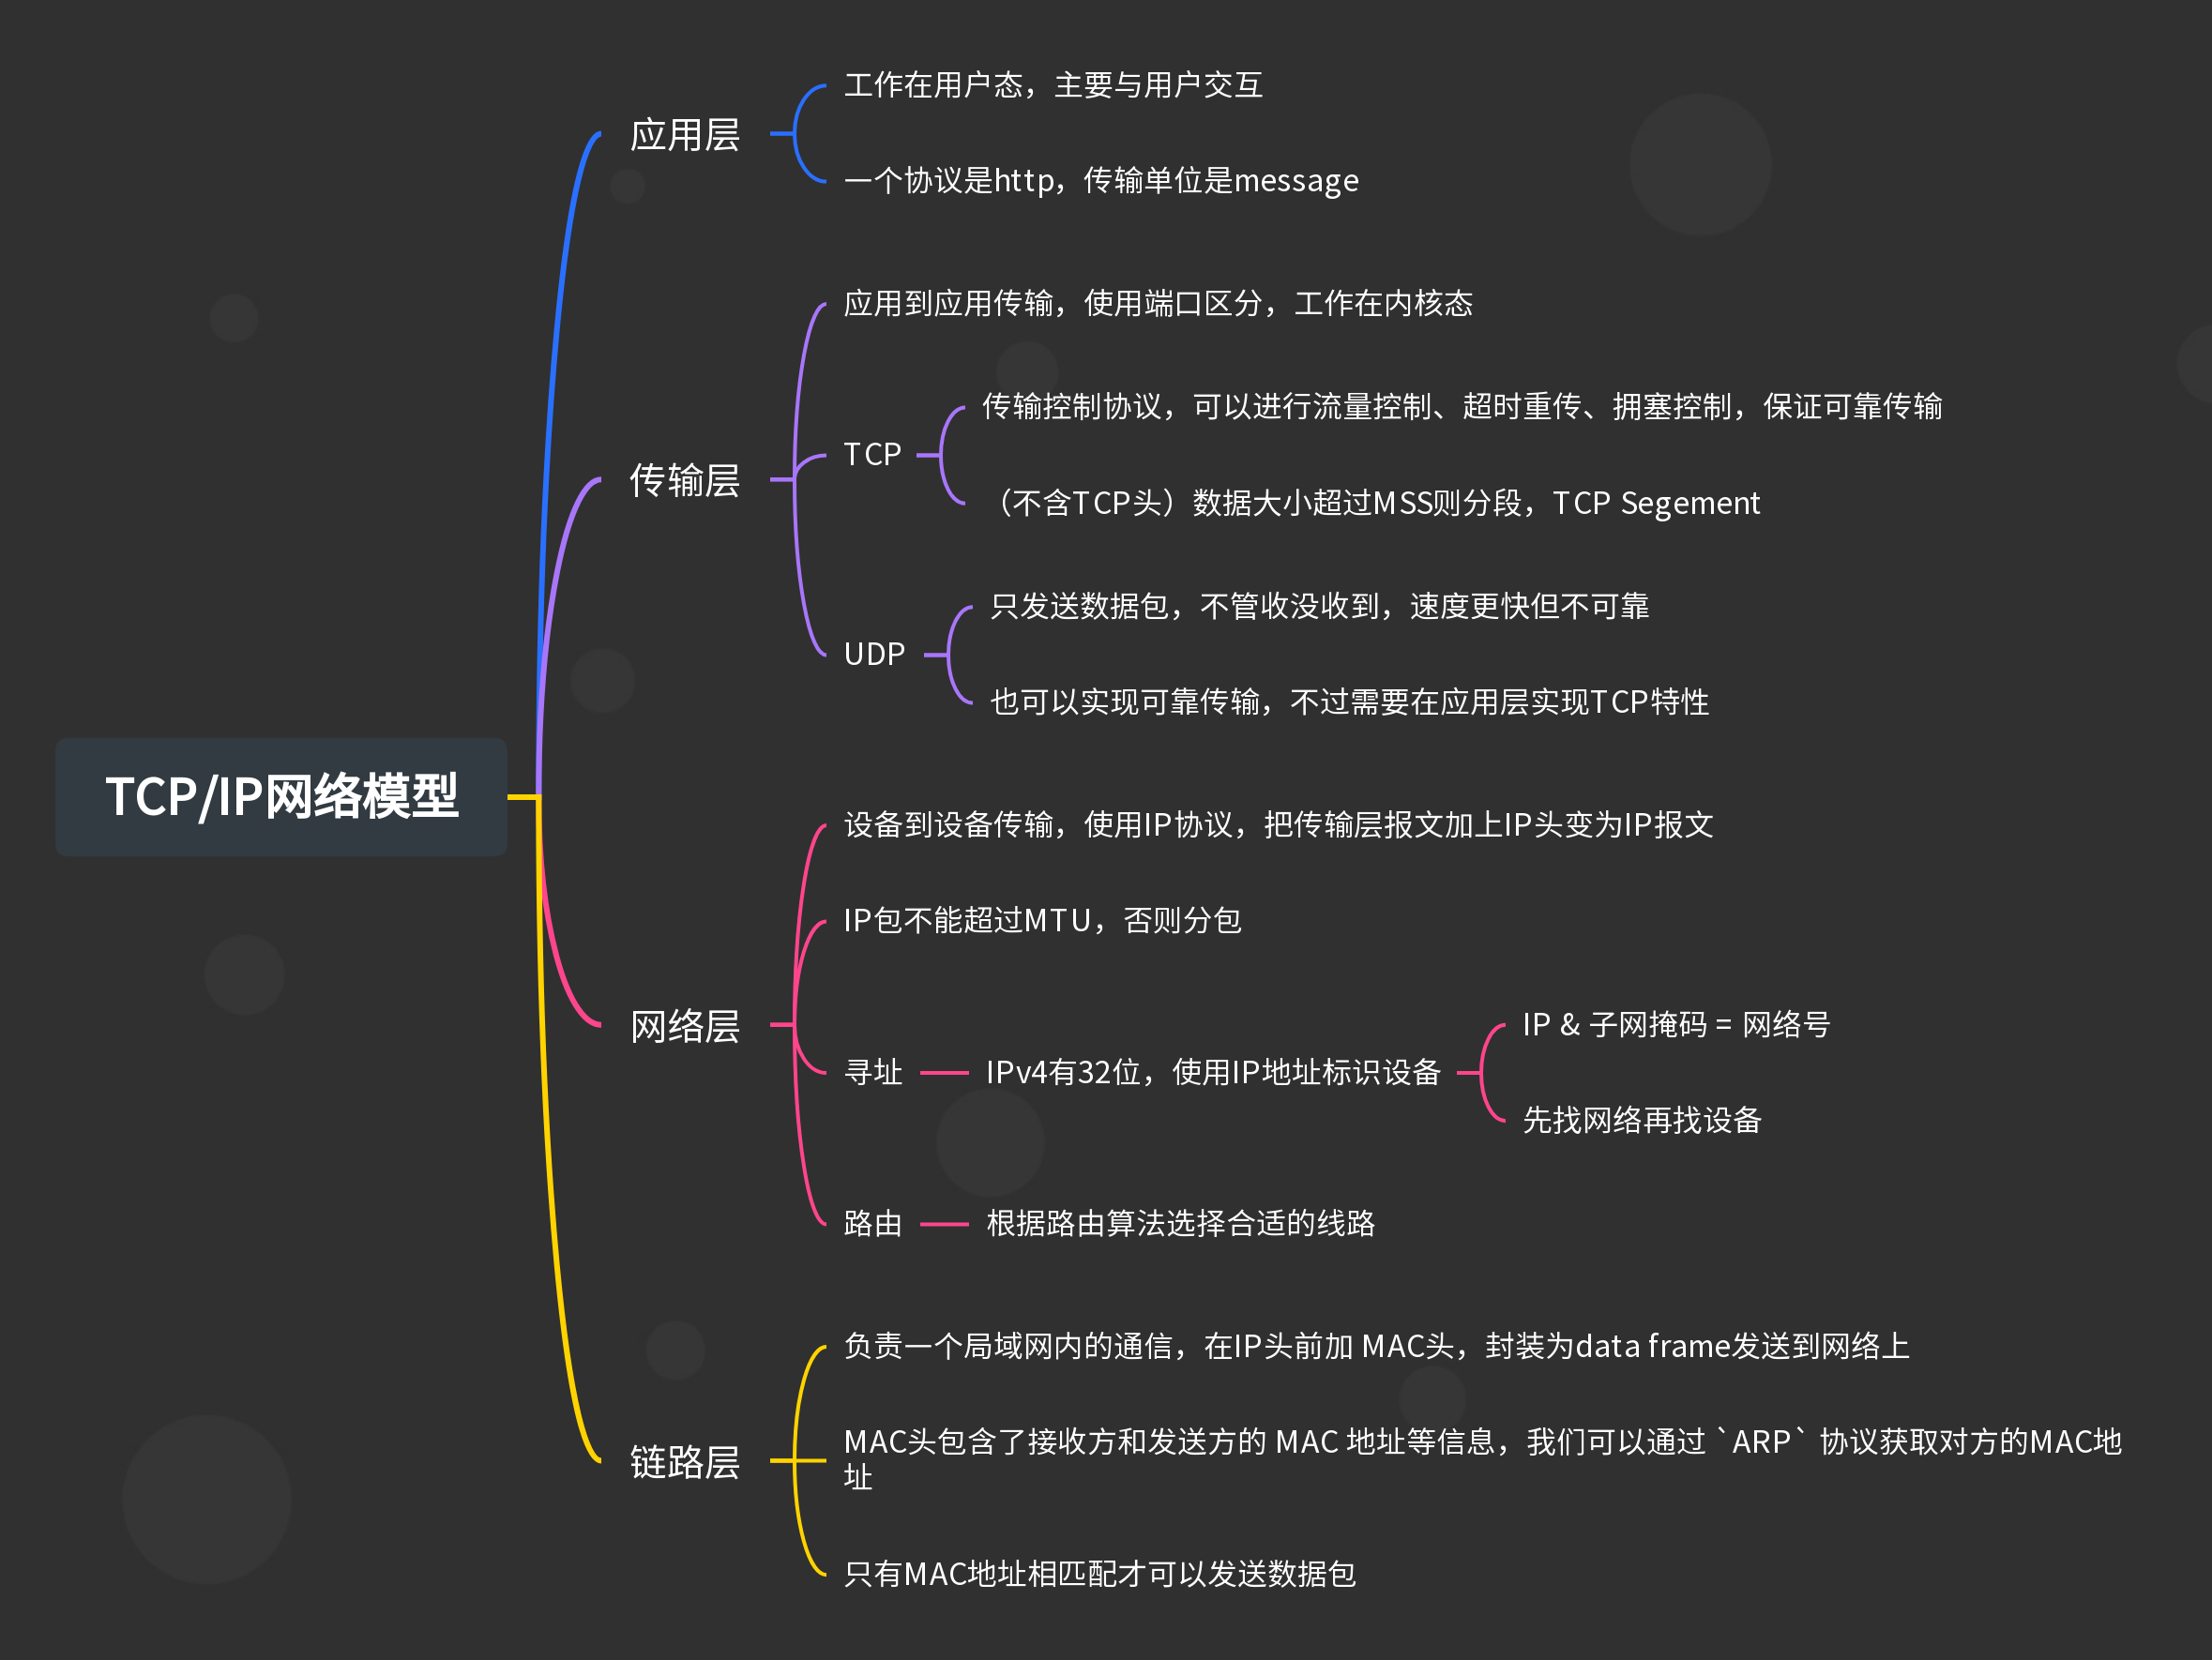 工作在用户态，主要与用户交互
应用层
一个协议是http，传输单位是message
应用到应用传输，使用端口区分，工作在内核态
传输控制协议，可以进行流量控制、超时重传、拥塞控制，保证可靠传输
TCP
传输层
（不含TCP头）数据大小超过MSS则分段，TCP Segement
只发送数据包，不管收没收到，速度更快但不可靠
UDP
也可以实现可靠传输，不过需要在应用层实现TCP特性
TCP/IP网络模型
设备到设备传输，使用IP协议，把传输层报文加上IP头变为IP报文
IP包不能超过MTU，否则分包
网络层
IP & 子网掩码 = 网络号
寻址
IPv4有32位，使用IP地址标识设备
先找网络再找设备
路由
根据路由算法选择合适的线路
负责一个局域网内的通信，在IP头前加 MAC头，封装为data frame发送到网络上
链路层
MAC头包含了接收方和发送方的 MAC 地址等信息，我们可以通过 `ARP` 协议获取对方的MAC地
址
只有MAC地址相匹配才可以发送数据包